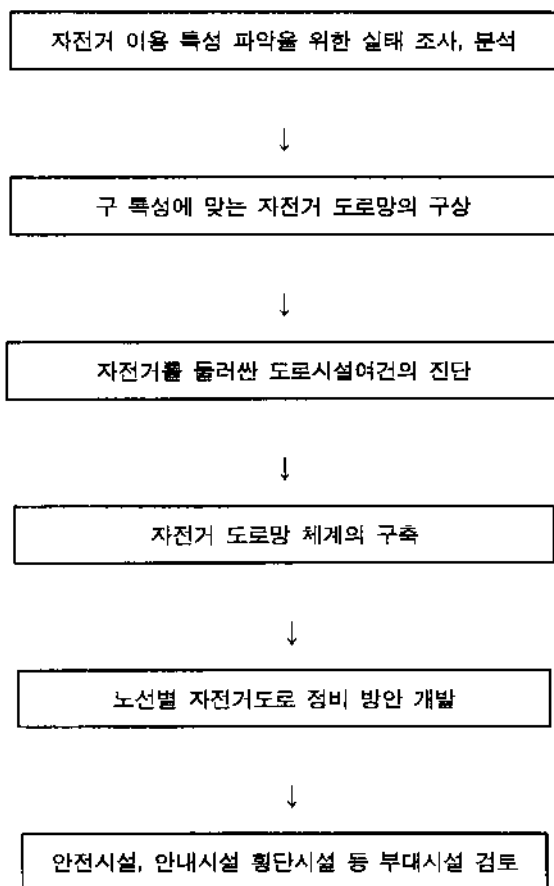 자전거 이용 특성 파악을 위한 실태 조사, 분석
↓
구 특성에 맞는 자전거 도로망의 구상
↓
자전거를 둘러싼 도로시설여건의 진단
↓
자전거 도로망 체계의 구축
↓
노선별 자전거도로 정비 방안 개발
↓
안전시설, 안내시설 횡단시설 등 부대시설 검토